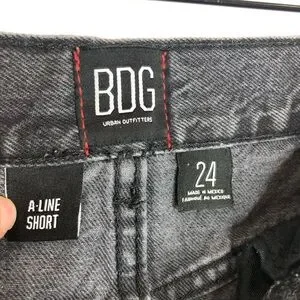 BDG
URBAN OUTFITTERS
A-LINE
SHORT
24
MADE IN MEXICO
FABRIQUÉ AU MEXIQUE